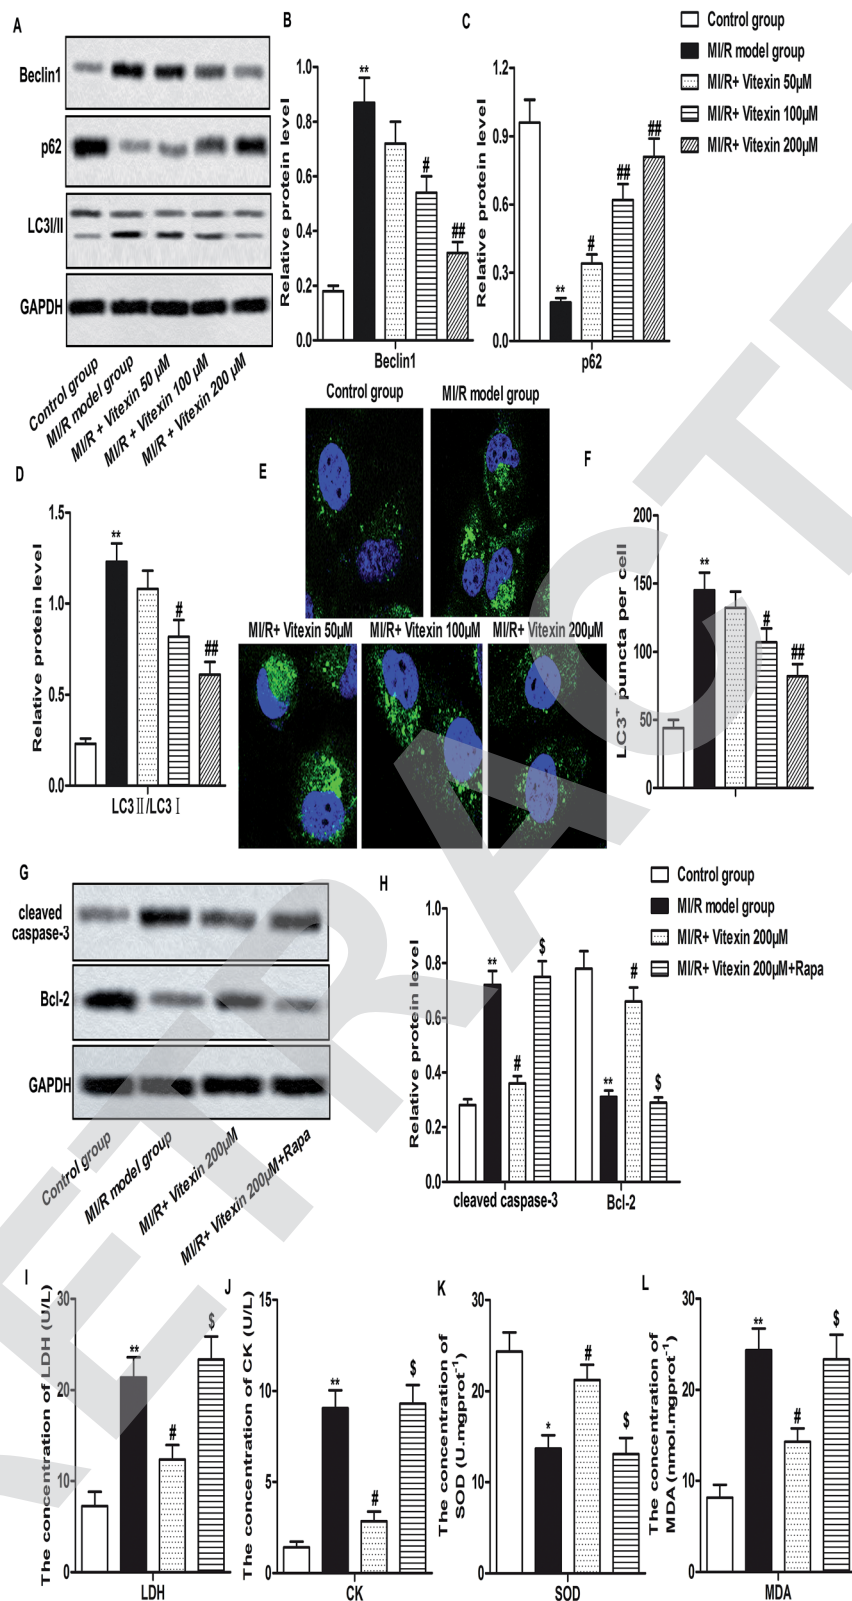 A
Beclin1
p62
LC3I/II
GAPDH
Control group
MI/R model group
MI/R + Vitexin 50 μM
MI/R + Vitexin 100 μM
MI/R + Vitexin 200 μM
B
Relative protein level
1.0
0.8
0.6
0.4
0.2
0.0
**
#
##
Beclin1
C
Relative protein level
1.2
0.9
0.6
0.3
0.0
**
#
##
##
p62
Control group
MI/R model group
MI/R+ Vitexin 50μM
MI/R+ Vitexin 100μM
MI/R+ Vitexin 200μM
D
Relative protein level
1.5
1.0
0.5
0.0
**
#
##
LC3Ⅱ/LC3Ⅰ
E
Control group
MI/R model group
MI/R+ Vitexin 50μM
MI/R+ Vitexin 100μM
MI/R+ Vitexin 200μM
F
LC3+ puncta per cell
200
150
100
50
0
**
#
##
G
cleaved
caspase-3
Bcl-2
GAPDH
Control group
MI/R model group
MI/R+ Vitexin 200μM
MI/R+ Vitexin 200μM+Rapa
H
Relative protein level
1.0
0.8
0.6
0.4
0.2
0.0
**
#
$
**
#
$
cleaved caspase-3
Bcl-2
Control group
MI/R model group
MI/R+ Vitexin 200μM
MI/R+ Vitexin 200μM+Rapa
I
The concentration of LDH (U/L)
30
20
10
0
**
#
$
LDH
J
The concentration of CK (U/L)
15
10
5
0
**
#
$
CK
K
The concentration of
SOD (U.mgprot-1)
30
20
10
0
*
#
$
SOD
L
The concentration of
MDA (nmol.mgprot-1)
30
20
10
0
**
#
$
MDA
RETRACTE